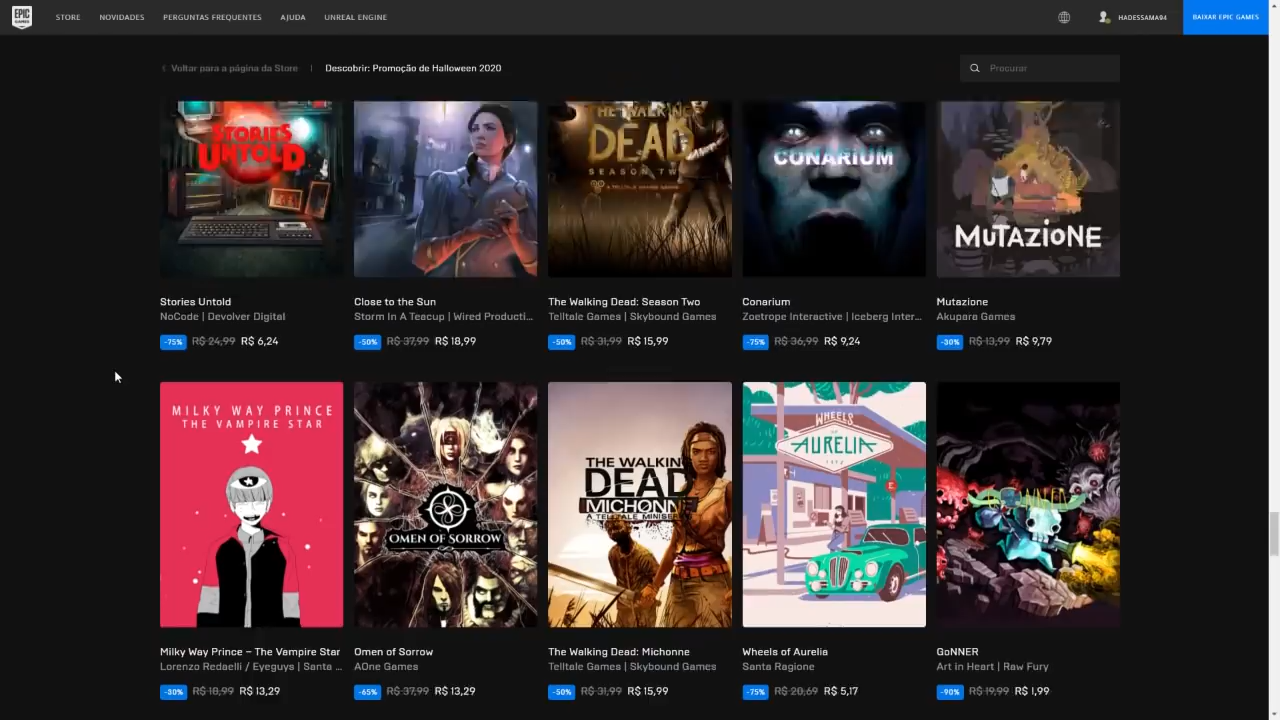 EPIC GAMES
STORE
NOVIDADES
PERGUNTAS FREQUENTES
AJUDA
UNREAL ENGINE
HADESSAMA94
BAIXAR EPIC GAMES
Voltar para a página da Store
Descobrir: Promoção de Halloween 2020
Procurar
STORIES
UNTOLD
THE WALKING
DEAD
SEASON TW
A TELLTALE GAMES SERIES
CONARIUM
MUTAZIONE
Stories Untold
NoCode | Devolver Digital
-75% R$ 24,99 R$ 6,24
Close to the Sun
Storm In A Teacup | Wired Producti...
-50% R$ 37,99 R$ 18,99
The Walking Dead: Season Two
Telltale Games | Skybound Games
-50% R$ 31,99 R$ 15,99
Conarium
Zoetrope Interactive | Iceberg Inter...
-75% R$ 36,99 R$ 9,24
Mutazione
Akupara Games
-30% R$ 13,99 R$ 9,79
MILKY WAY PRINCE
THE VAMPIRE STAR
OMEN OF SORROW
THE WALKING
DEAD
MICHONNE
A TELLTALE MINISERIES
WHEELS
OF
AURELIA
GONNER
Milky Way Prince – The Vampire Star
Lorenzo Redaelli / Eyeguys | Santa ...
-30% R$ 18,99 R$ 13,29
Omen of Sorrow
AOne Games
-65% R$ 37,99 R$ 13,29
The Walking Dead: Michonne
Telltale Games | Skybound Games
-50% R$ 31,99 R$ 15,99
Wheels of Aurelia
Santa Ragione
-75% R$ 20,69 R$ 5,17
GoNNER
Art in Heart | Raw Fury
-90% R$ 19,99 R$ 1,99